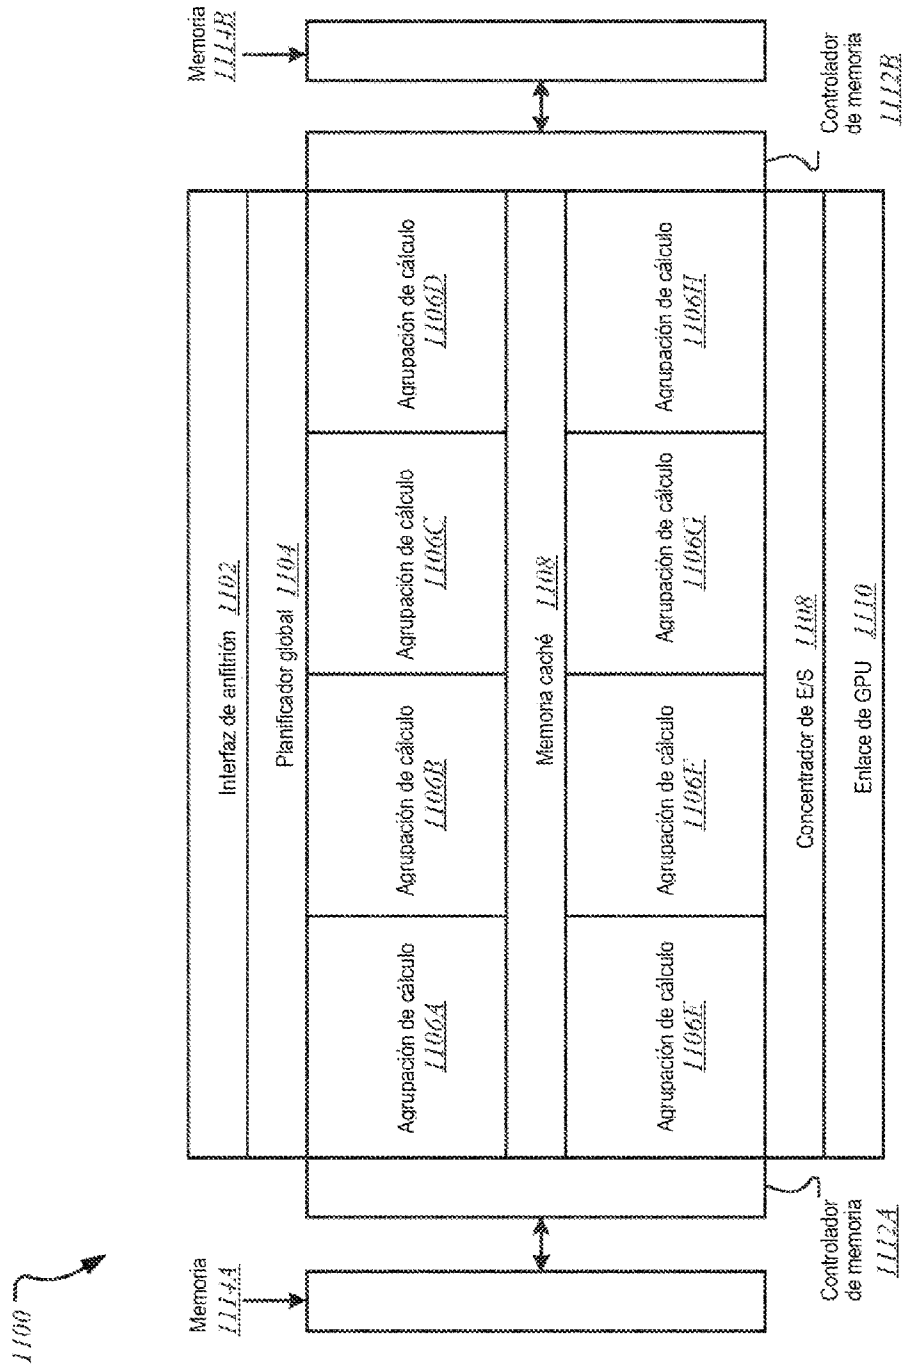 1100
Memoria
1114A
Memoria
1114B
Interfaz de anfitrión 1102
Planificador global 1104
Agrupación de cálculo
1106A
Agrupación de cálculo
1106B
Agrupación de cálculo
1106C
Agrupación de cálculo
1106D
Memoria caché 1108
Agrupación de cálculo
1106E
Agrupación de cálculo
1106F
Agrupación de cálculo
1106G
Agrupación de cálculo
1106H
Concentrador de E/S 1108
Enlace de GPU 1110
Controlador
de memoria
1112A
Controlador
de memoria
1112B